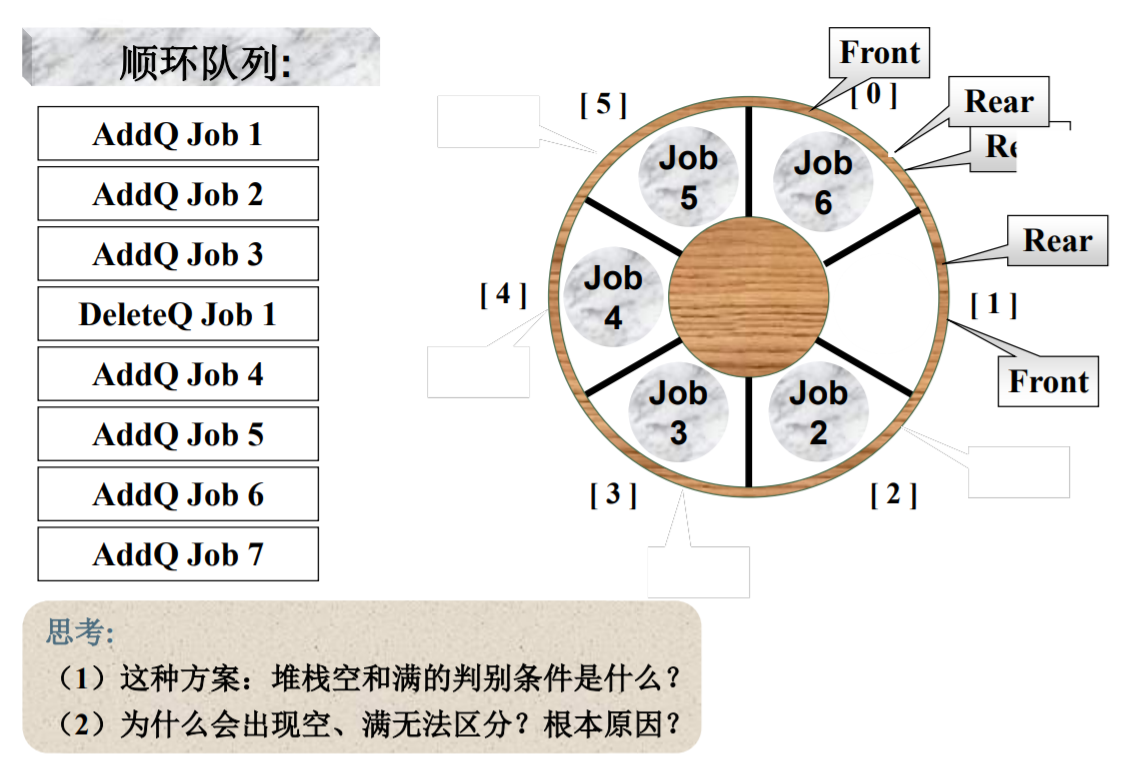 顺环队列:
AddQ Job 1
AddQ Job 2
AddQ Job 3
DeleteQ Job 1
AddQ Job 4
AddQ Job 5
AddQ Job 6
AddQ Job 7
Front
[ 0 ]
Rear
Rear
[ 1 ]
Front
[ 5 ]
Job
5
Job
6
[ 4 ]
Job
4
Job
3
Job
2
[ 3 ]
[ 2 ]
思考:
（1）这种方案：堆栈空和满的判别条件是什么？
（2）为什么会出现空、满无法区分？根本原因？